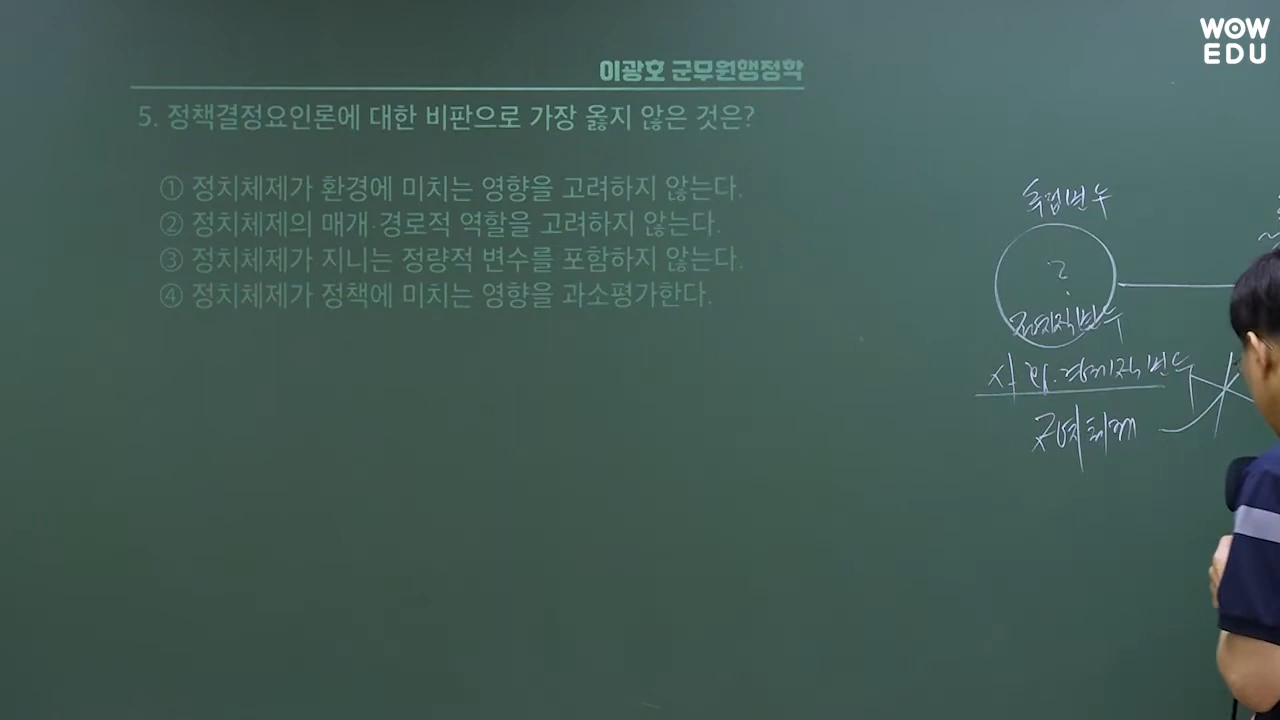 WOW
EDU
이광호 군무원행정학
5. 정책결정요인론에 대한 비판으로 가장 옳지 않은 것은?
① 정치체제가 환경에 미치는 영향을 고려하지 않는다.
② 정치체제의 매개·경로적 역할을 고려하지 않는다.
③ 정치체제가 지니는 정량적 변수를 포함하지 않는다.
④ 정치체제가 정책에 미치는 영향을 과소평가한다.
독립변수
?
정치적변수
사회·경제적변수
정치체제